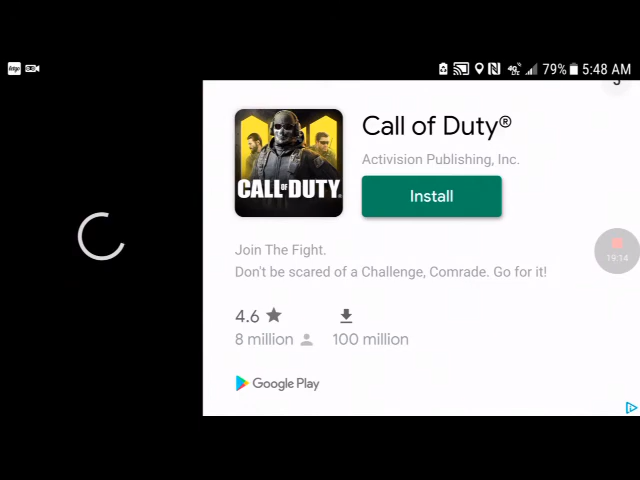 79% 5:48 AM
Call of Duty®
Activision Publishing, Inc.
CALL OF DUTY®
Install
19:14
Join The Fight.
Don't be scared of a Challenge, Comrade. Go for it!
4.6
8 million 100 million
Google Play